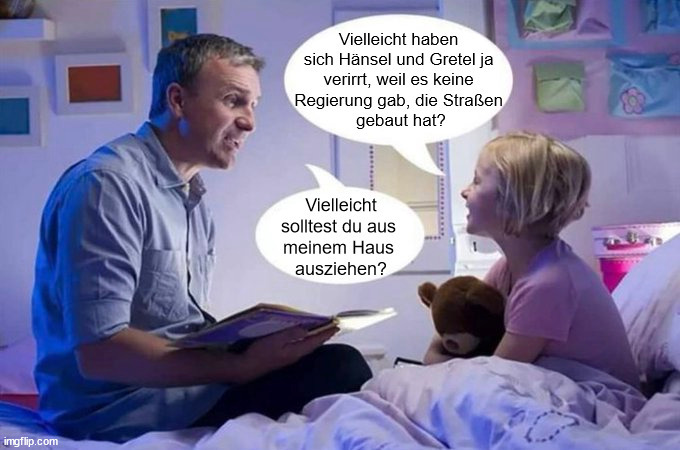 Vielleicht haben
sich Hänsel und Gretel ja
verirrt, weil es keine
Regierung gab, die Straßen
gebaut hat?
Vielleicht
solltest du aus
meinem Haus
ausziehen?
imgflip.com